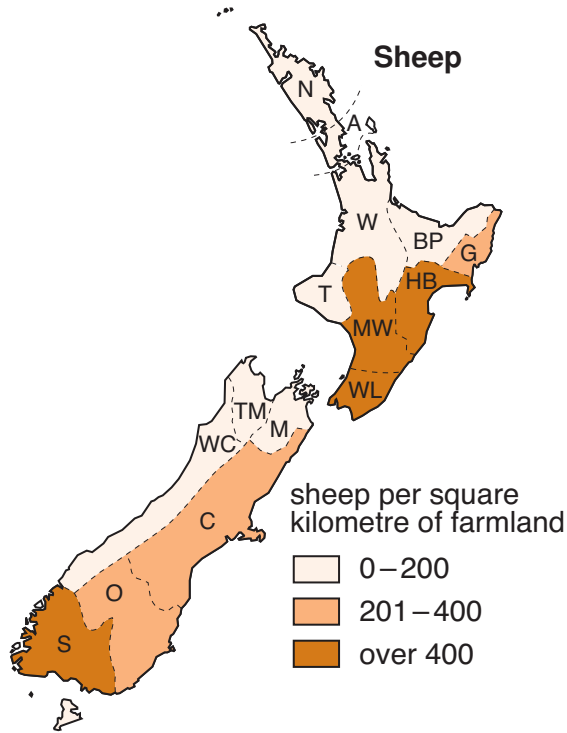 Sheep
N
A
W
BP
G
T
HB
MW
WL
TM
M
WC
C
O
S
sheep per square
kilometre of farmland
0–200
201–400
over 400